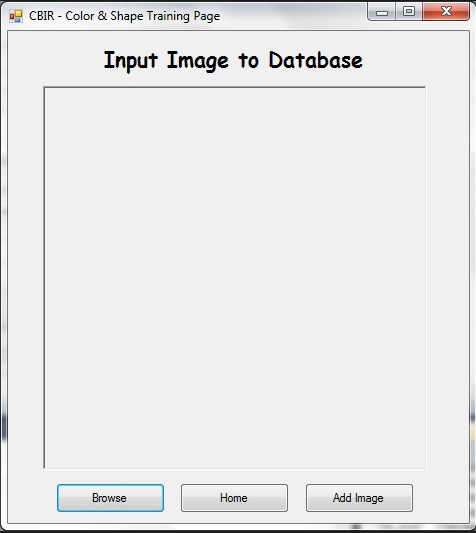 CBIR - Color & Shape Training Page
Input Image to Database
Browse
Home
Add Image